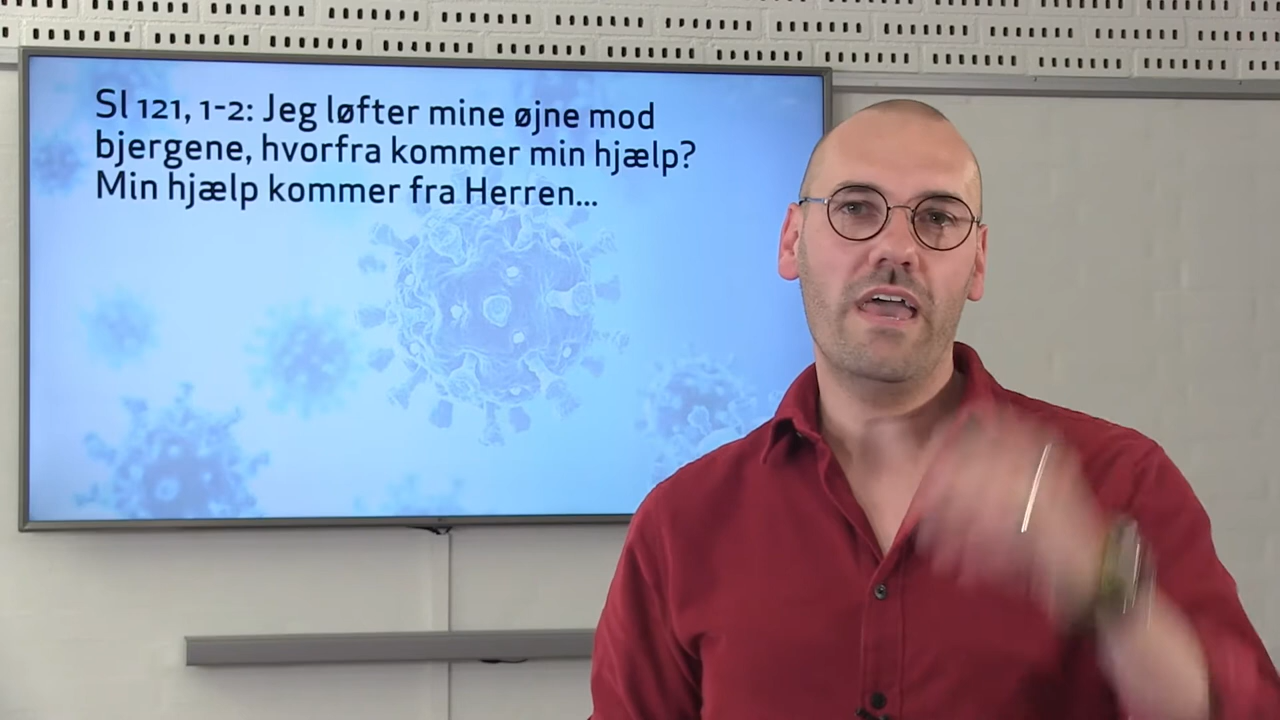 Sl 121, 1-2: Jeg løfter mine øjne mod
bjergene, hvorfra kommer min hjælp?
Min hjælp kommer fra Herren...